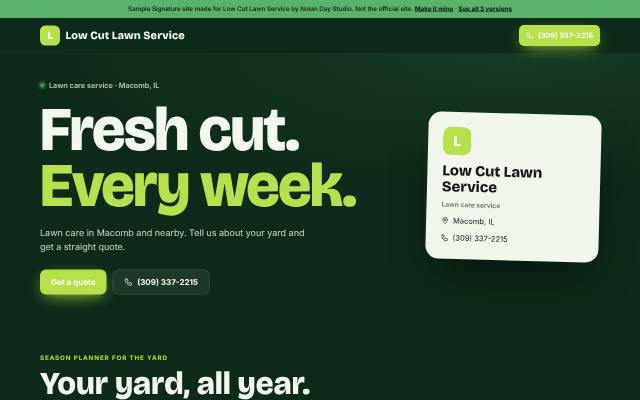 Sample Signature site made for Low Cut Lawn Service by Nolan Day Studio. Not the official site. Make it mine · See all 3 versions
L Low Cut Lawn Service
(309) 337-2215
Lawn care service · Macomb, IL
Fresh cut.
Every week.
Lawn care in Macomb and nearby. Tell us about your yard and
get a straight quote.
Get a quote
(309) 337-2215
L
Low Cut Lawn
Service
Lawn care service
Macomb, IL
(309) 337-2215
SEASON PLANNER FOR THE YARD
Your yard, all year.